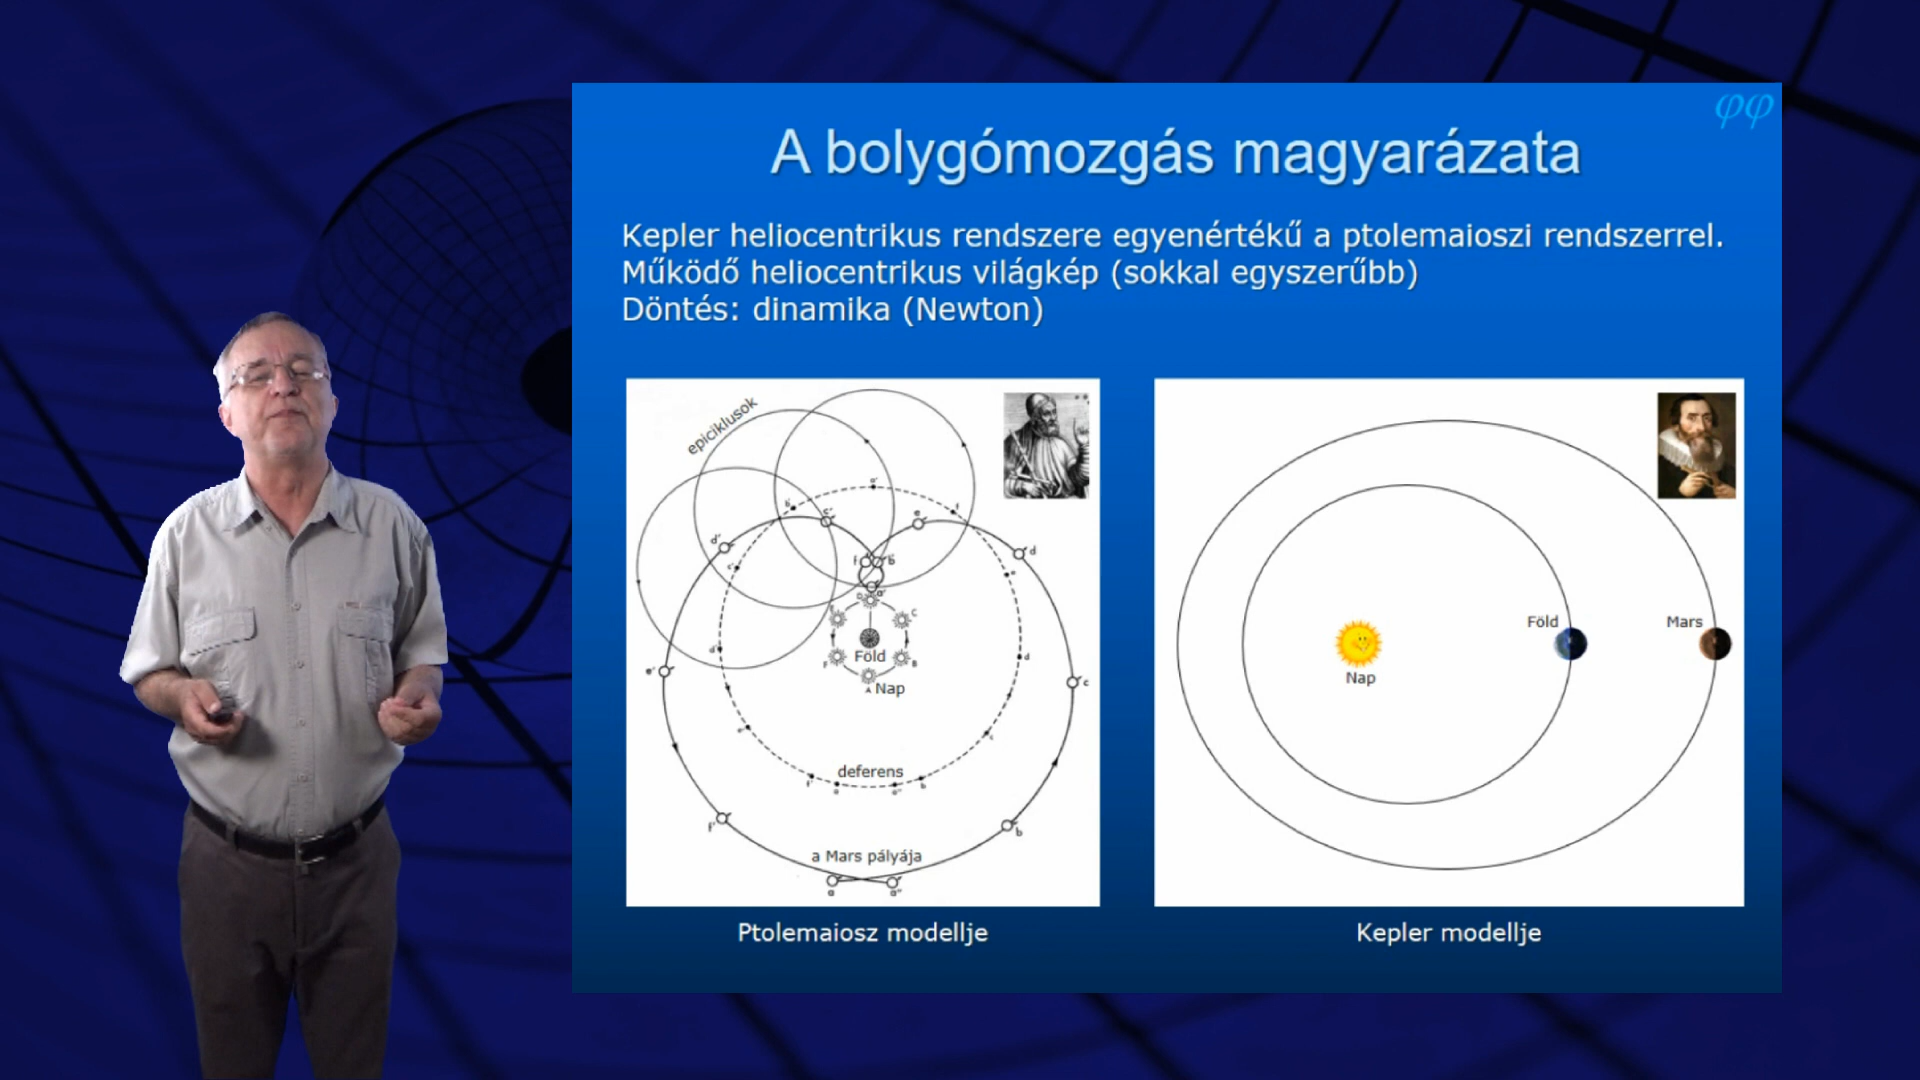 φφ
A bolygómozgás magyarázata
Kepler heliocentrikus rendszere egyenértékű a ptolemaioszi rendszerrel.
Működő heliocentrikus világkép (sokkal egyszerűbb)
Döntés: dinamika (Newton)
epiciklusok
Föld
Nap
deferens
a Mars pályája
Ptolemaiosz modellje
Föld
Mars
Nap
Kepler modellje